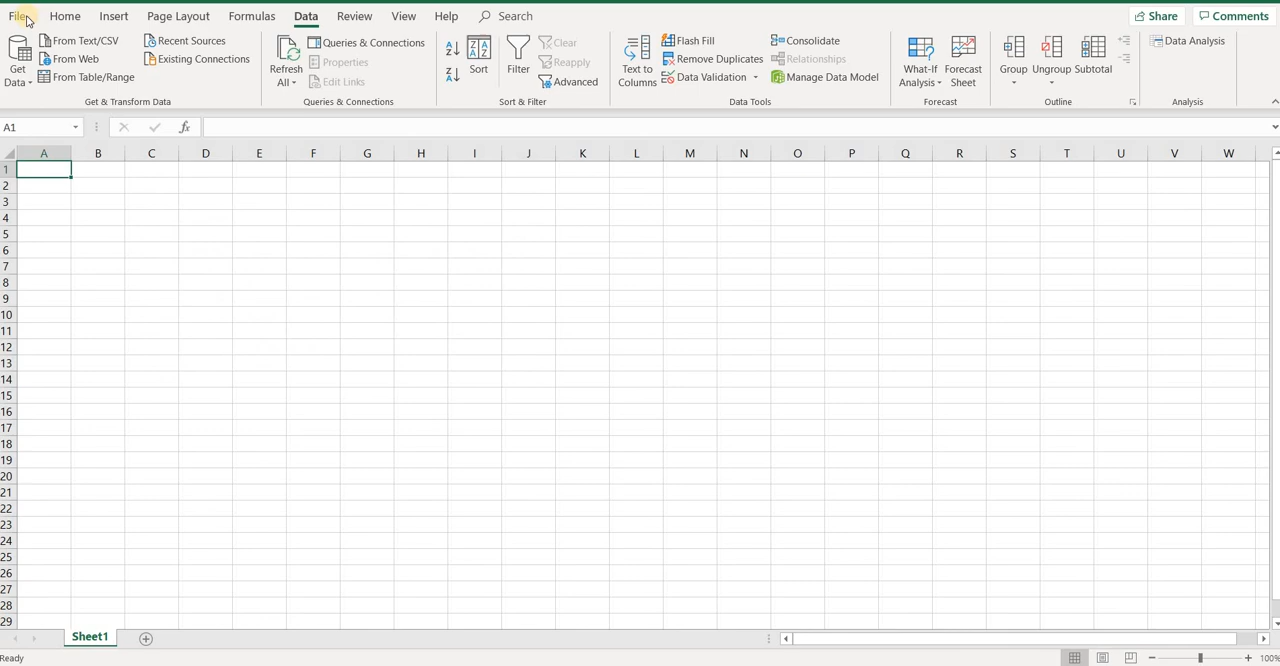 File Home Insert Page Layout Formulas Data Review View Help Search Share Comments
Get Data
From Text/CSV
From Web
From Table/Range
Recent Sources
Existing Connections
Get & Transform Data
Refresh All
Queries & Connections
Properties
Edit Links
Queries & Connections
Sort
Filter
Clear
Reapply
Advanced
Sort & Filter
Text to Columns
Flash Fill
Remove Duplicates
Data Validation
Consolidate
Relationships
Manage Data Model
Data Tools
What-If Analysis
Forecast Sheet
Forecast
Group
Ungroup
Subtotal
Outline
Data Analysis
Analysis
A1 fx
A B C D E F G H I J K L M N O P Q R S T U V W
1
2
3
4
5
6
7
8
9
10
11
12
13
14
15
16
17
18
19
20
21
22
23
24
25
26
27
28
29
Sheet1
Ready 100%